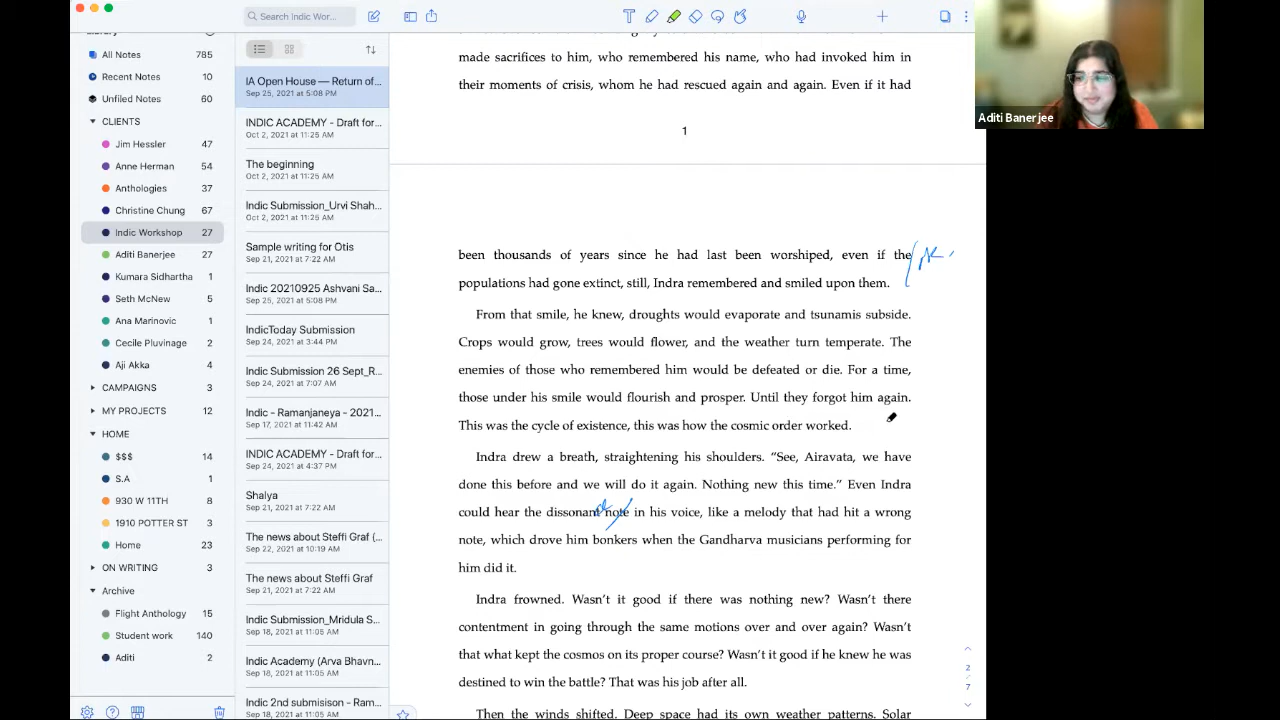 Search Indic Wor...
All Notes 785
Recent Notes 10
Unfiled Notes 60
CLIENTS
Jim Hessler 47
Anne Herman 54
Anthologies 37
Christine Chung 67
Indic Workshop 27
Aditi Banerjee 27
Kumara Sidhartha 1
Seth McNew 5
Ana Marinovic 1
Cecile Pluvinage 2
Aji Akka 4
CAMPAIGNS 3
MY PROJECTS 12
HOME
$$$ 14
S.A 1
930 W 11TH 8
1910 POTTER ST 3
Home 23
ON WRITING 3
Archive
Flight Anthology 15
Student work 140
Aditi 2
IA Open House — Return of...
Sep 25, 2021 at 5:08 PM
INDIC ACADEMY - Draft for...
Oct 2, 2021 at 11:25 AM
The beginning
Oct 2, 2021 at 11:25 AM
Indic Submission_Urvi Shah...
Oct 2, 2021 at 11:25 AM
Sample writing for Otis
Sep 21, 2021 at 7:22 AM
Indic 20210925 Ashvani Sa...
Sep 25, 2021 at 5:08 PM
IndicToday Submission
Sep 24, 2021 at 3:44 PM
Indic Submission 26 Sept_R...
Sep 24, 2021 at 7:07 AM
Indic - Ramanjaneya - 2021...
Sep 17, 2021 at 11:42 AM
INDIC ACADEMY - Draft for...
Sep 24, 2021 at 4:37 PM
Shalya
Sep 21, 2021 at 7:22 AM
The news about Steffi Graf (...
Sep 22, 2021 at 10:19 AM
The news about Steffi Graf
Sep 21, 2021 at 7:22 AM
Indic Submission_Mridula S...
Sep 18, 2021 at 11:05 AM
Indic Academy (Arva Bhavn...
Sep 18, 2021 at 11:05 AM
Indic 2nd submisison - Ram...
Sep 18, 2021 at 11:05 AM
made sacrifices to him, who remembered his name, who had invoked him in
their moments of crisis, whom he had rescued again and again. Even if it had
1
been thousands of years since he had last been worshiped, even if the
populations had gone extinct, still, Indra remembered and smiled upon them.
From that smile, he knew, droughts would evaporate and tsunamis subside.
Crops would grow, trees would flower, and the weather turn temperate. The
enemies of those who remembered him would be defeated or die. For a time,
those under his smile would flourish and prosper. Until they forgot him again.
This was the cycle of existence, this was how the cosmic order worked.
Indra drew a breath, straightening his shoulders. “See, Airavata, we have
done this before and we will do it again. Nothing new this time.” Even Indra
could hear the dissonant note in his voice, like a melody that had hit a wrong
note, which drove him bonkers when the Gandharva musicians performing for
him did it.
Indra frowned. Wasn’t it good if there was nothing new? Wasn’t there
contentment in going through the same motions over and over again? Wasn’t
that what kept the cosmos on its proper course? Wasn’t it good if he knew he was
destined to win the battle? That was his job after all.
Then the winds shifted. Deep space had its own weather patterns. Solar
2
7
Aditi Banerjee